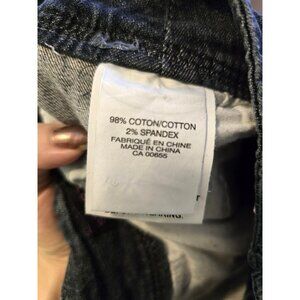 98% COTON/COTTON
2% SPANDEX
FABRIQUÉ EN CHINE
MADE IN CHINA
CA 00655